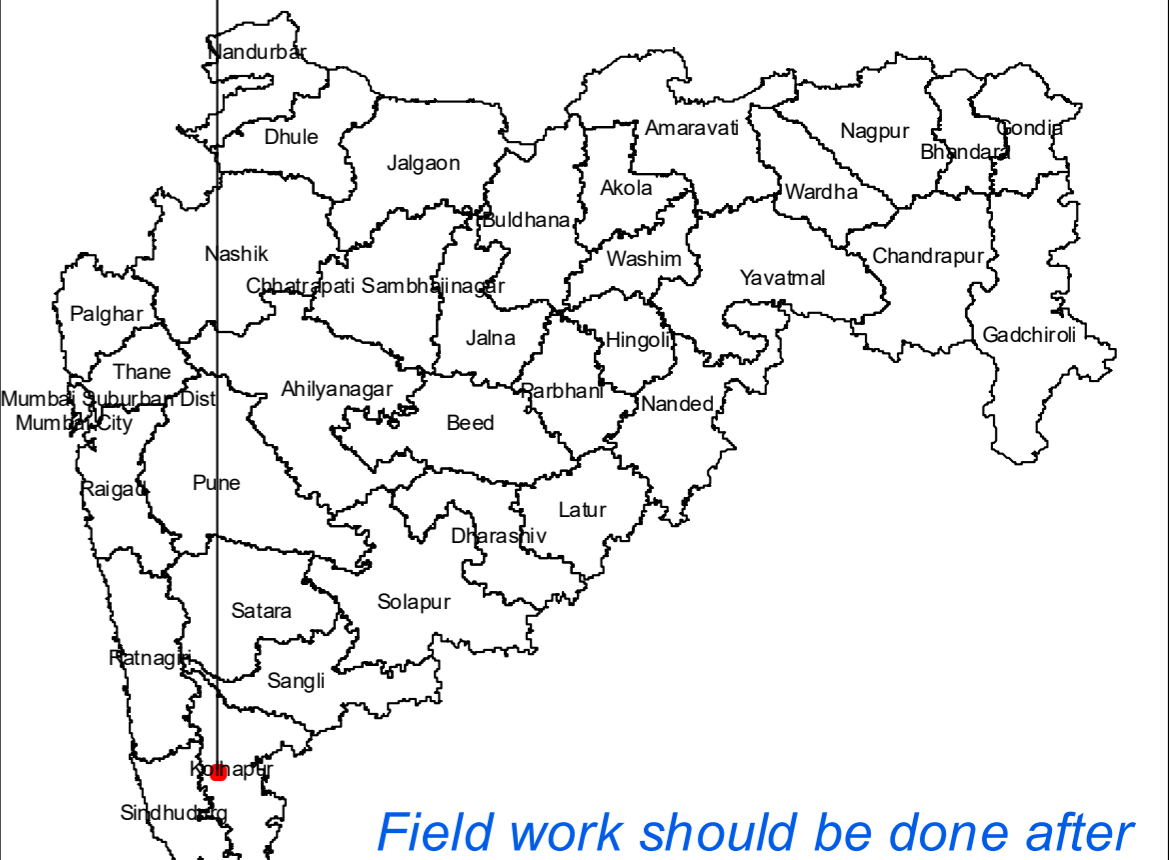 Nandurbar
Dhule
Jalgaon
Amaravati
Nagpur
Gondia
Bhandara
Akola
Wardha
Buldhana
Nashik
Washim
Chandrapur
Chhatrapati Sambhajinagar
Yavatmal
Palghar
Jalna
Hingoli
Gadchiroli
Thane
Ahilyanagar
Parbhani
Mumbai Suburban Dist
Nanded
Mumbai City
Beed
Raigad
Pune
Latur
Dharashiv
Satara
Solapur
Ratnagiri
Sangli
Kolhapur
Sindhudurg
Field work should be done after